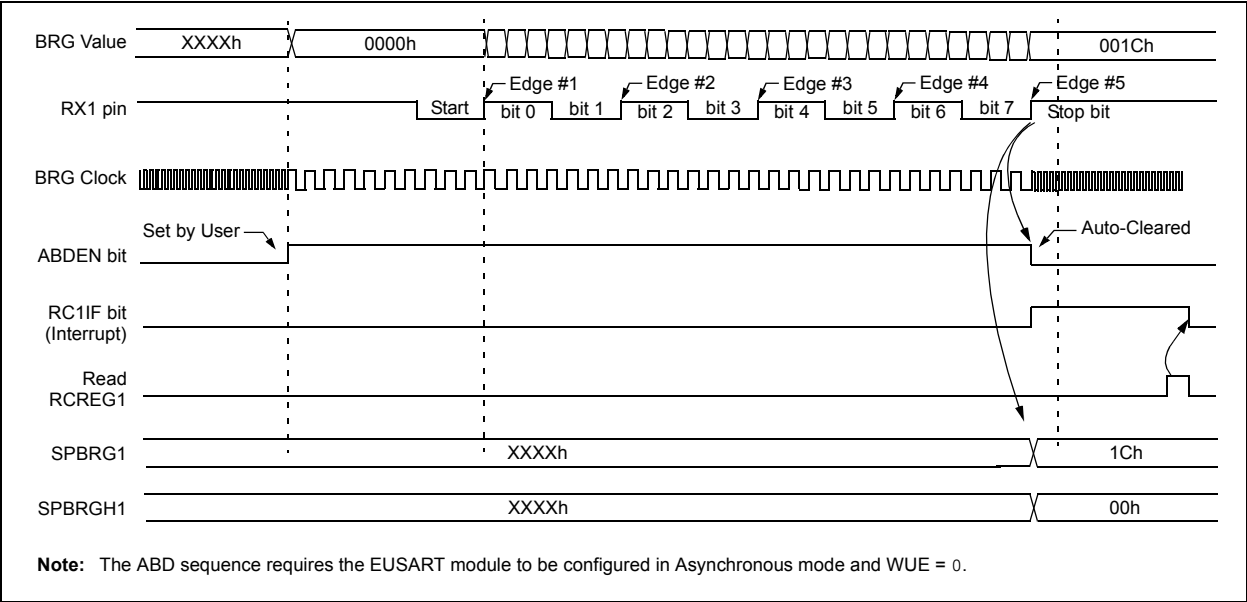 BRG Value XXXXh 0000h 001Ch
Edge #1 Edge #2 Edge #3 Edge #4 Edge #5
RX1 pin Start bit 0 bit 1 bit 2 bit 3 bit 4 bit 5 bit 6 bit 7 Stop bit
BRG Clock
Set by User Auto-Cleared
ABDEN bit
RC1IF bit
(Interrupt)
Read
RCREG1
SPBRG1 XXXXh 1Ch
SPBRGH1 XXXXh 00h
Note: The ABD sequence requires the EUSART module to be configured in Asynchronous mode and WUE = 0.